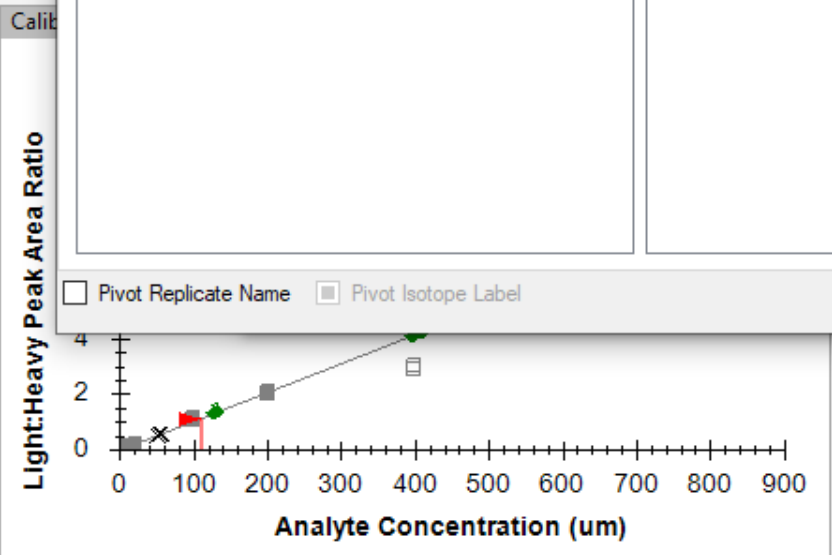 Calib
Light:Heavy Peak Area Ratio
Pivot Replicate Name
Pivot Isotope Label
4
2
0
0 100 200 300 400 500 600 700 800 900
Analyte Concentration (um)